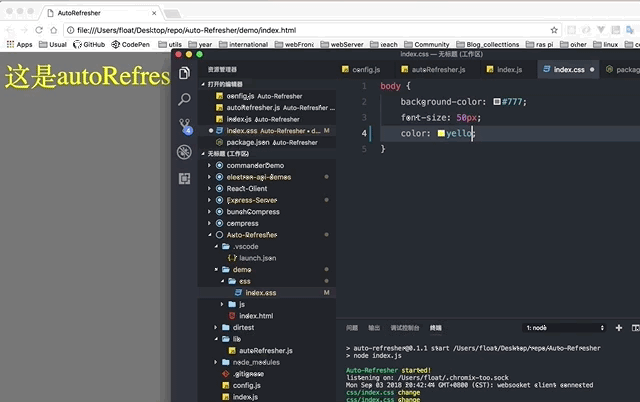 AutoRefresher
file:///Users/float/Desktop/repo/Auto-Refresher/demo/index.html
Apps Usual GitHub CodePen utils year international webFront webServer ieach Community Blog_collections ras pi other linux
这是autoRefres
index.css — 无标题 (工作区)
资源管理器
config.js autoRefresher.js index.js index.css
打开的编辑器
config.js Auto-Refresher
autoRefresher.js Auto-Refresher ...
index.js Auto-Refresher
index.css Auto-Refresher • d... M
package.json Auto-Refresher
无标题 (工作区)
commanderDemo
electron-api-demos
React-Client
Express-Server
bunchCompress
compress
Auto-Refresher
.vscode
launch.json
demo
css
index.css M
js
index.html
dirtest
lib
autoRefresher.js
node_modules
.gitignore
config.js
index.js
4
1 body {
2 background-color: #777;
3 font-size: 50px;
4 color: yello;
5 }
问题 输出 调试控制台 终端 1: node
> auto-refresher@0.1.1 start /Users/float/Desktop/repo/Auto-Refresher
> node index.js
Auto-Refresher started!
listening on: /Users/float/.chromix-too.sock
Mon Sep 03 2018 20:42:44 GMT+0800 (CST): websocket client connected
css/index.css change
css/index.css change